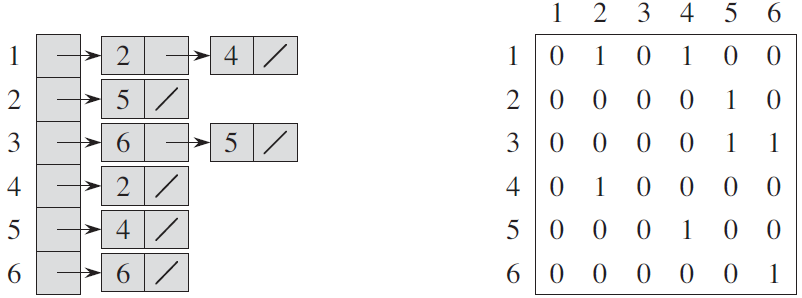 1 2 3 4 5 6
1 2 4 1 0 1 0 1 0 0
2 5 2 0 0 0 0 1 0
3 6 5 3 0 0 0 0 1 1
4 2 4 0 1 0 0 0 0
5 4 5 0 0 0 1 0 0
6 6 6 0 0 0 0 0 1